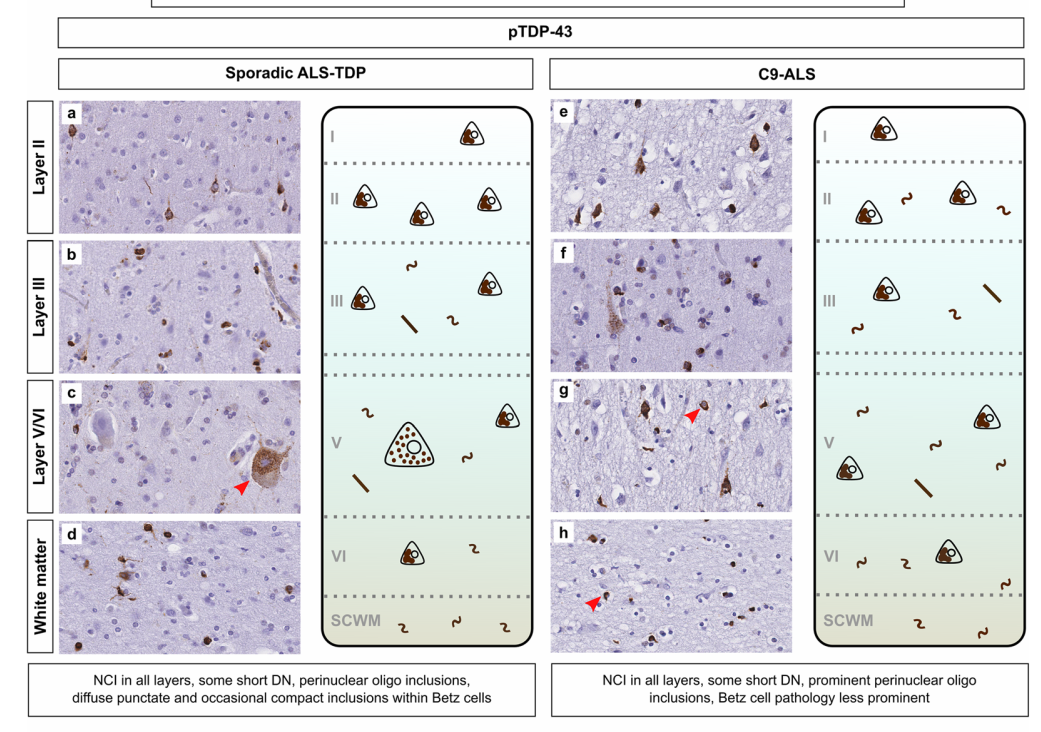 pTDP-43
Sporadic ALS-TDP
C9-ALS
Layer II
a
I
II
e
I
II
Layer III
b
III
f
III
Layer V/VI
c
V
g
V
White matter
d
VI
SCWM
h
VI
SCWM
NCI in all layers, some short DN, perinuclear oligo inclusions,
diffuse punctate and occasional compact inclusions within Betz cells
NCI in all layers, some short DN, prominent perinuclear oligo
inclusions, Betz cell pathology less prominent